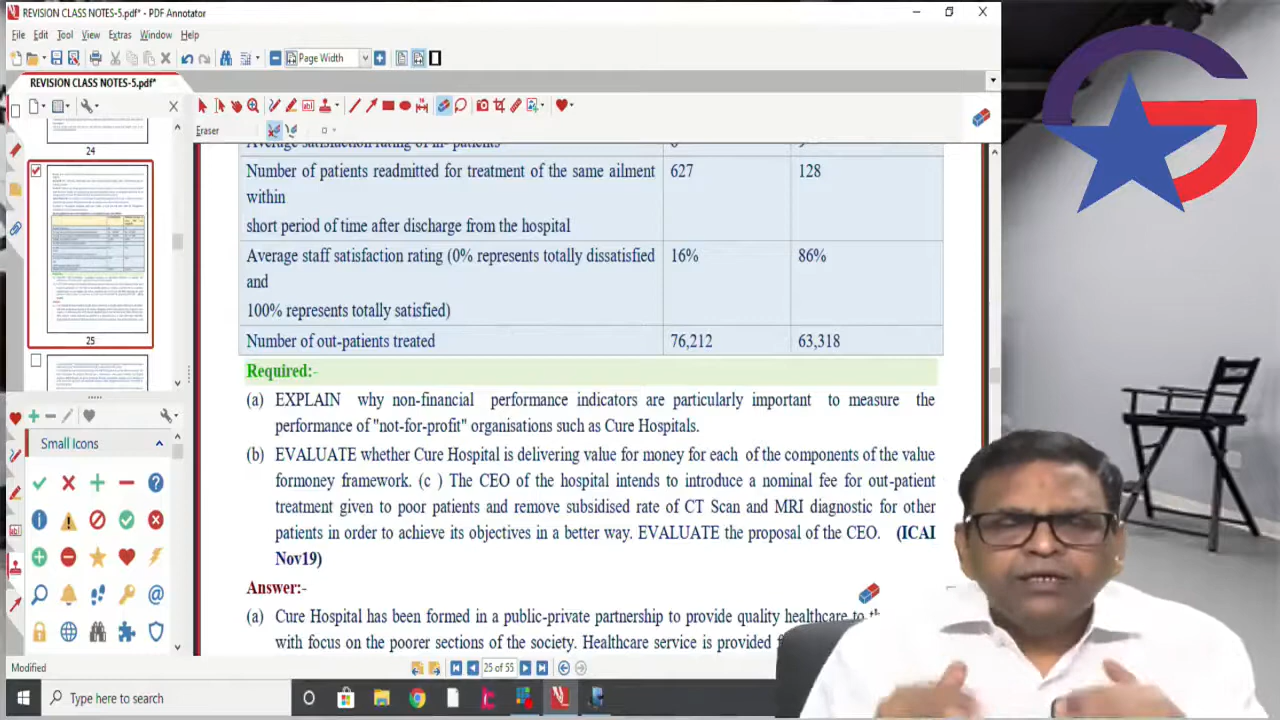 REVISION CLASS NOTES-5.pdf* - PDF Annotator
File Edit Tool View Extras Window Help
Page Width
REVISION CLASS NOTES-5.pdf*
Eraser
24
25
Average satisfaction rating of in- patients
Number of patients readmitted for treatment of the same ailment 627 128
within
short period of time after discharge from the hospital
Average staff satisfaction rating (0% represents totally dissatisfied 16% 86%
and
100% represents totally satisfied)
Number of out-patients treated 76,212 63,318
Required:-
(a) EXPLAIN why non-financial performance indicators are particularly important to measure the
performance of "not-for-profit" organisations such as Cure Hospitals.
(b) EVALUATE whether Cure Hospital is delivering value for money for each of the components of the value
formoney framework. (c ) The CEO of the hospital intends to introduce a nominal fee for out-patient
treatment given to poor patients and remove subsidised rate of CT Scan and MRI diagnostic for other
patients in order to achieve its objectives in a better way. EVALUATE the proposal of the CEO. (ICAI
Nov19)
Answer:-
(a) Cure Hospital has been formed in a public-private partnership to provide quality healthcare to
with focus on the poorer sections of the society. Healthcare service is provided
Small Icons
Modified
25 of 55
Type here to search